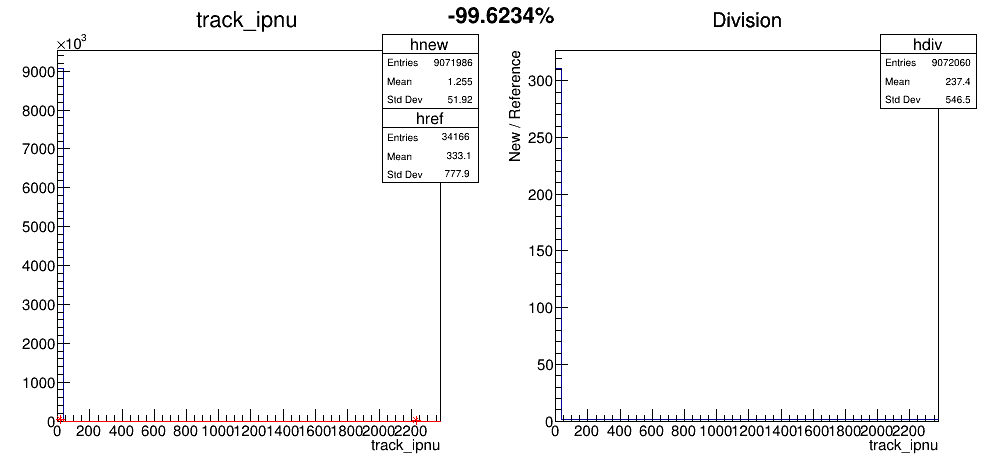 -99.6234%
track_ipnu
×10³
9000
8000
7000
6000
5000
4000
3000
2000
1000
0
0 200 400 600 800 1000 1200 1400 1600 1800 2000 2200
track_ipnu
hnew
Entries 9071986
Mean 1.255
Std Dev 51.92
href
Entries 34166
Mean 333.1
Std Dev 777.9
Division
New / Reference
300
250
200
150
100
50
0
0 200 400 600 800 1000 1200 1400 1600 1800 2000 2200
track_ipnu
hdiv
Entries 9072060
Mean 237.4
Std Dev 546.5